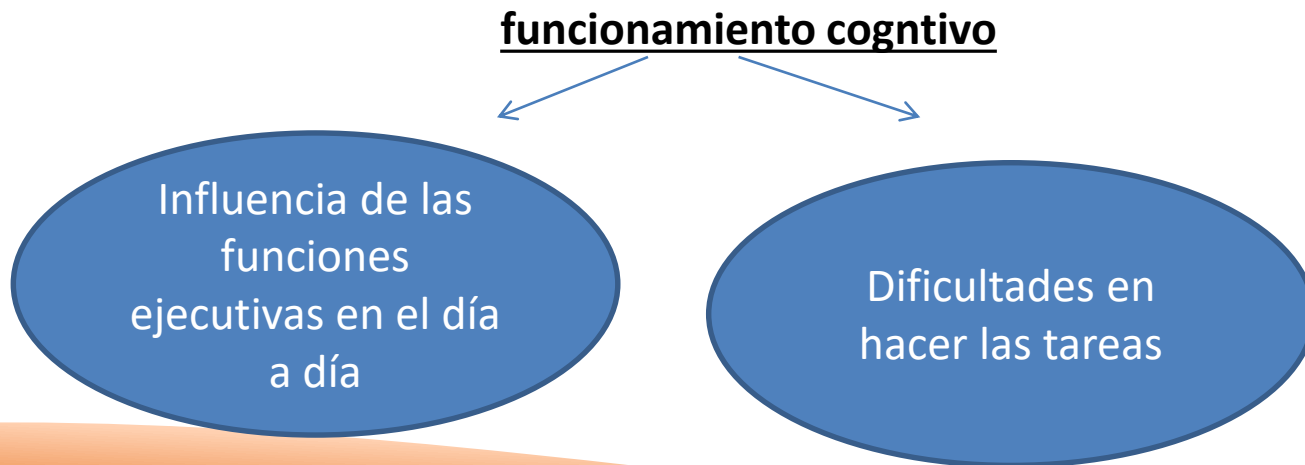 funcionamiento cogntivo
Influencia de las
funciones
ejecutivas en el día
a día
Dificultades en
hacer las tareas